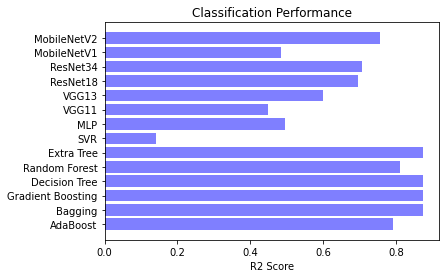 Classification Performance
MobileNetV2
MobileNetV1
ResNet34
ResNet18
VGG13
VGG11
MLP
SVR
Extra Tree
Random Forest
Decision Tree
Gradient Boosting
Bagging
AdaBoost
0.0 0.2 0.4 0.6 0.8
R2 Score